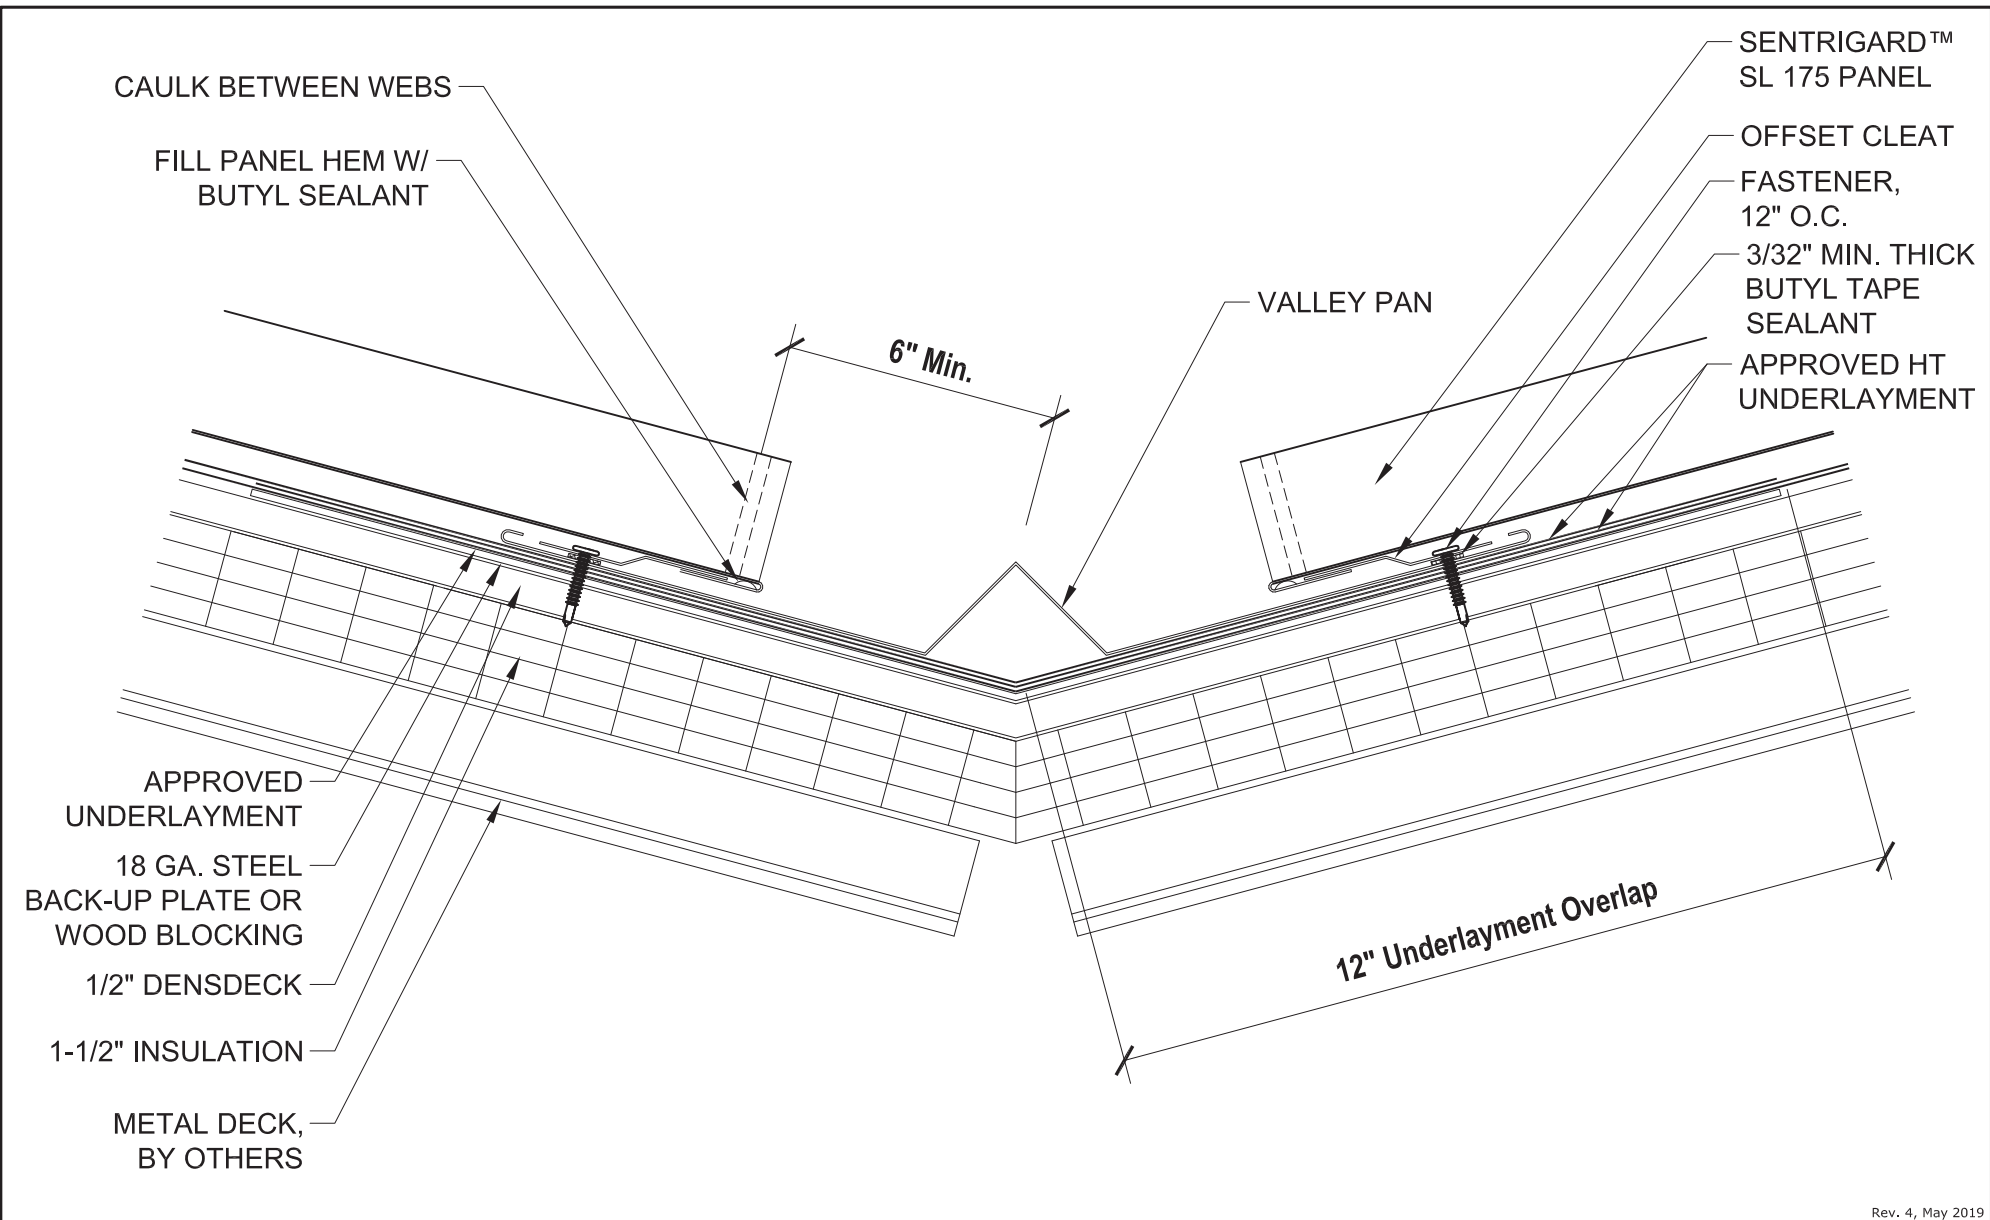 CAULK BETWEEN WEBS
FILL PANEL HEM W/
BUTYL SEALANT
SENTRIGARD™
SL 175 PANEL
OFFSET CLEAT
FASTENER,
12" O.C.
3/32" MIN. THICK
BUTYL TAPE
SEALANT
APPROVED HT
UNDERLAYMENT
VALLEY PAN
6" Min.
APPROVED
UNDERLAYMENT
18 GA. STEEL
BACK-UP PLATE OR
WOOD BLOCKING
1/2" DENSDECK
1-1/2" INSULATION
METAL DECK,
BY OTHERS
12" Underlayment Overlap
Rev. 4, May 2019